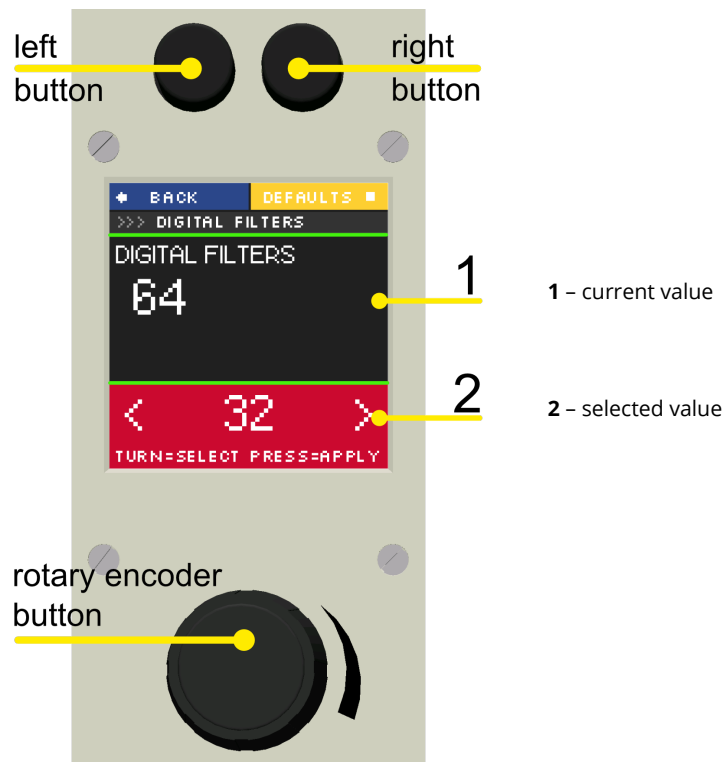 left
button
right
button
BACK
DEFAULTS
>>> DIGITAL FILTERS
DIGITAL FILTERS
64
1
1 – current value
< 32 >
2
2 – selected value
TURN=SELECT PRESS=APPLY
rotary encoder
button